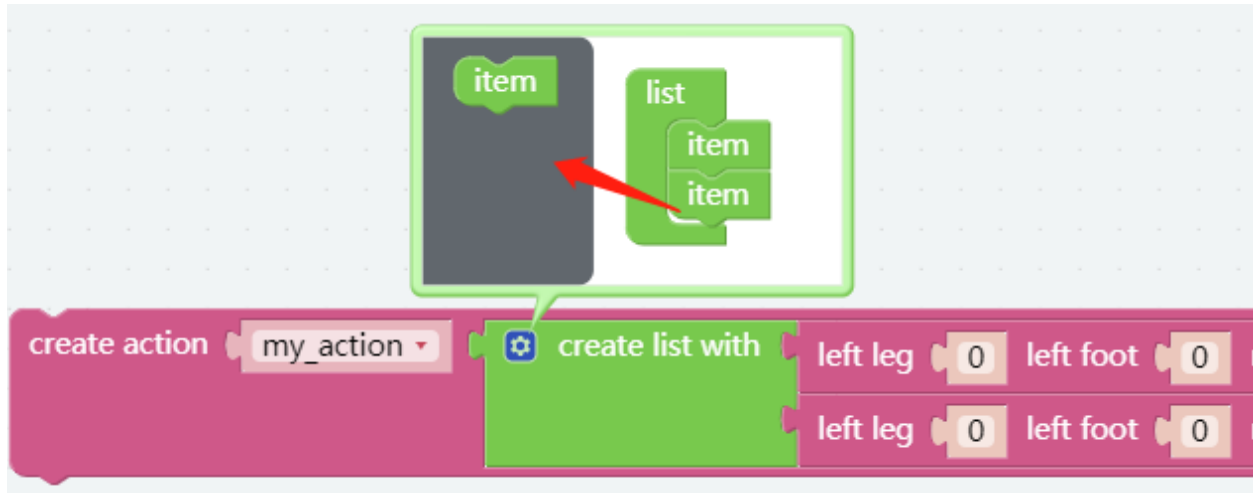 item
list
item
item
create action my_action create list with left leg 0 left foot 0
left leg 0 left foot 0